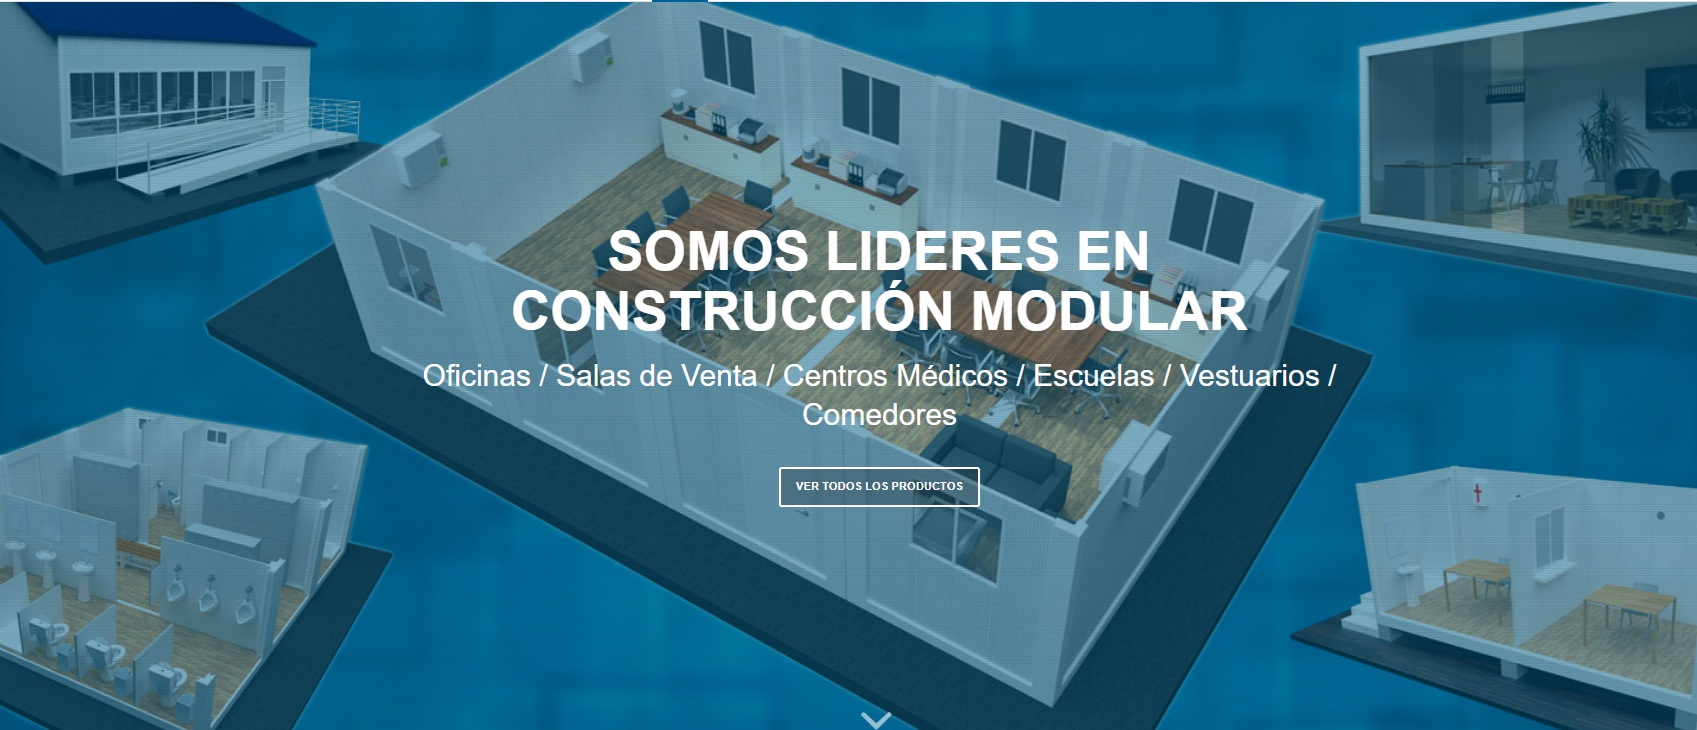 SOMOS LIDERES EN
CONSTRUCCIÓN MODULAR
Oficinas / Salas de Venta / Centros Médicos / Escuelas / Vestuarios /
Comedores
VER TODOS LOS PRODUCTOS